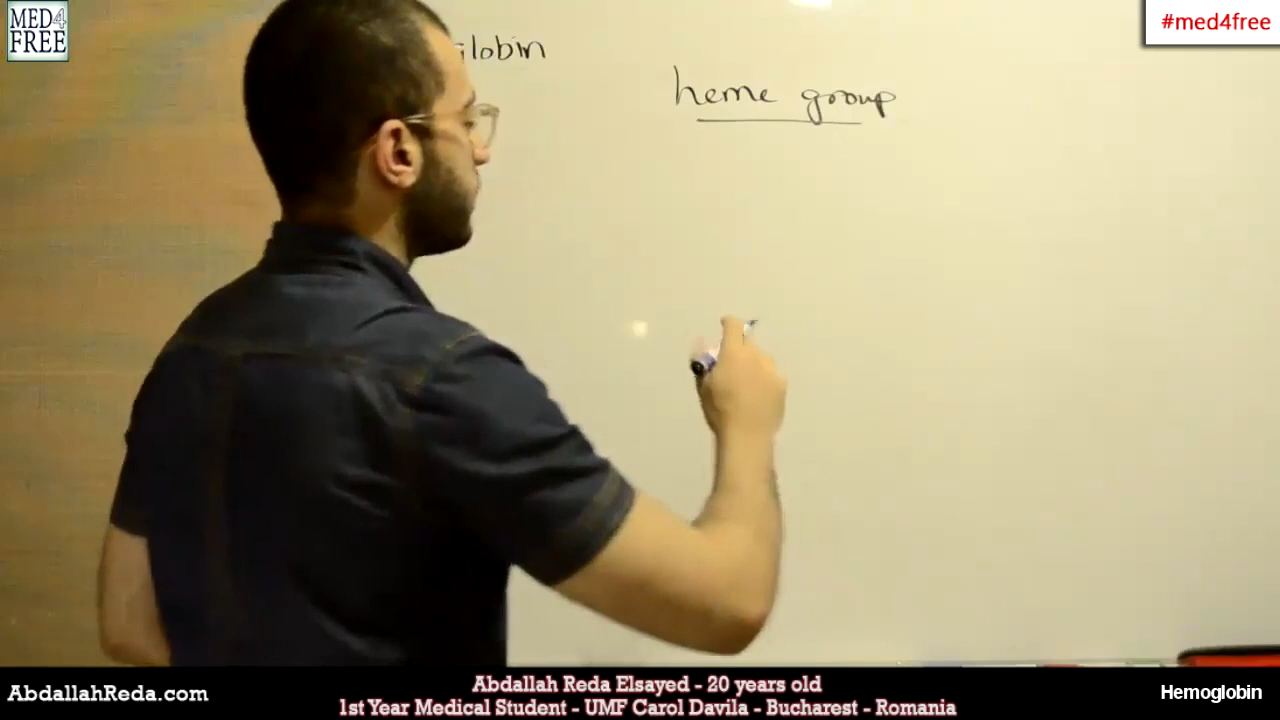 MED4
FREE
#med4free
globin
heme group
AbdallahReda.com
Abdallah Reda Elsayed - 20 years old
1st Year Medical Student - UMF Carol Davila - Bucharest - Romania
Hemoglobin